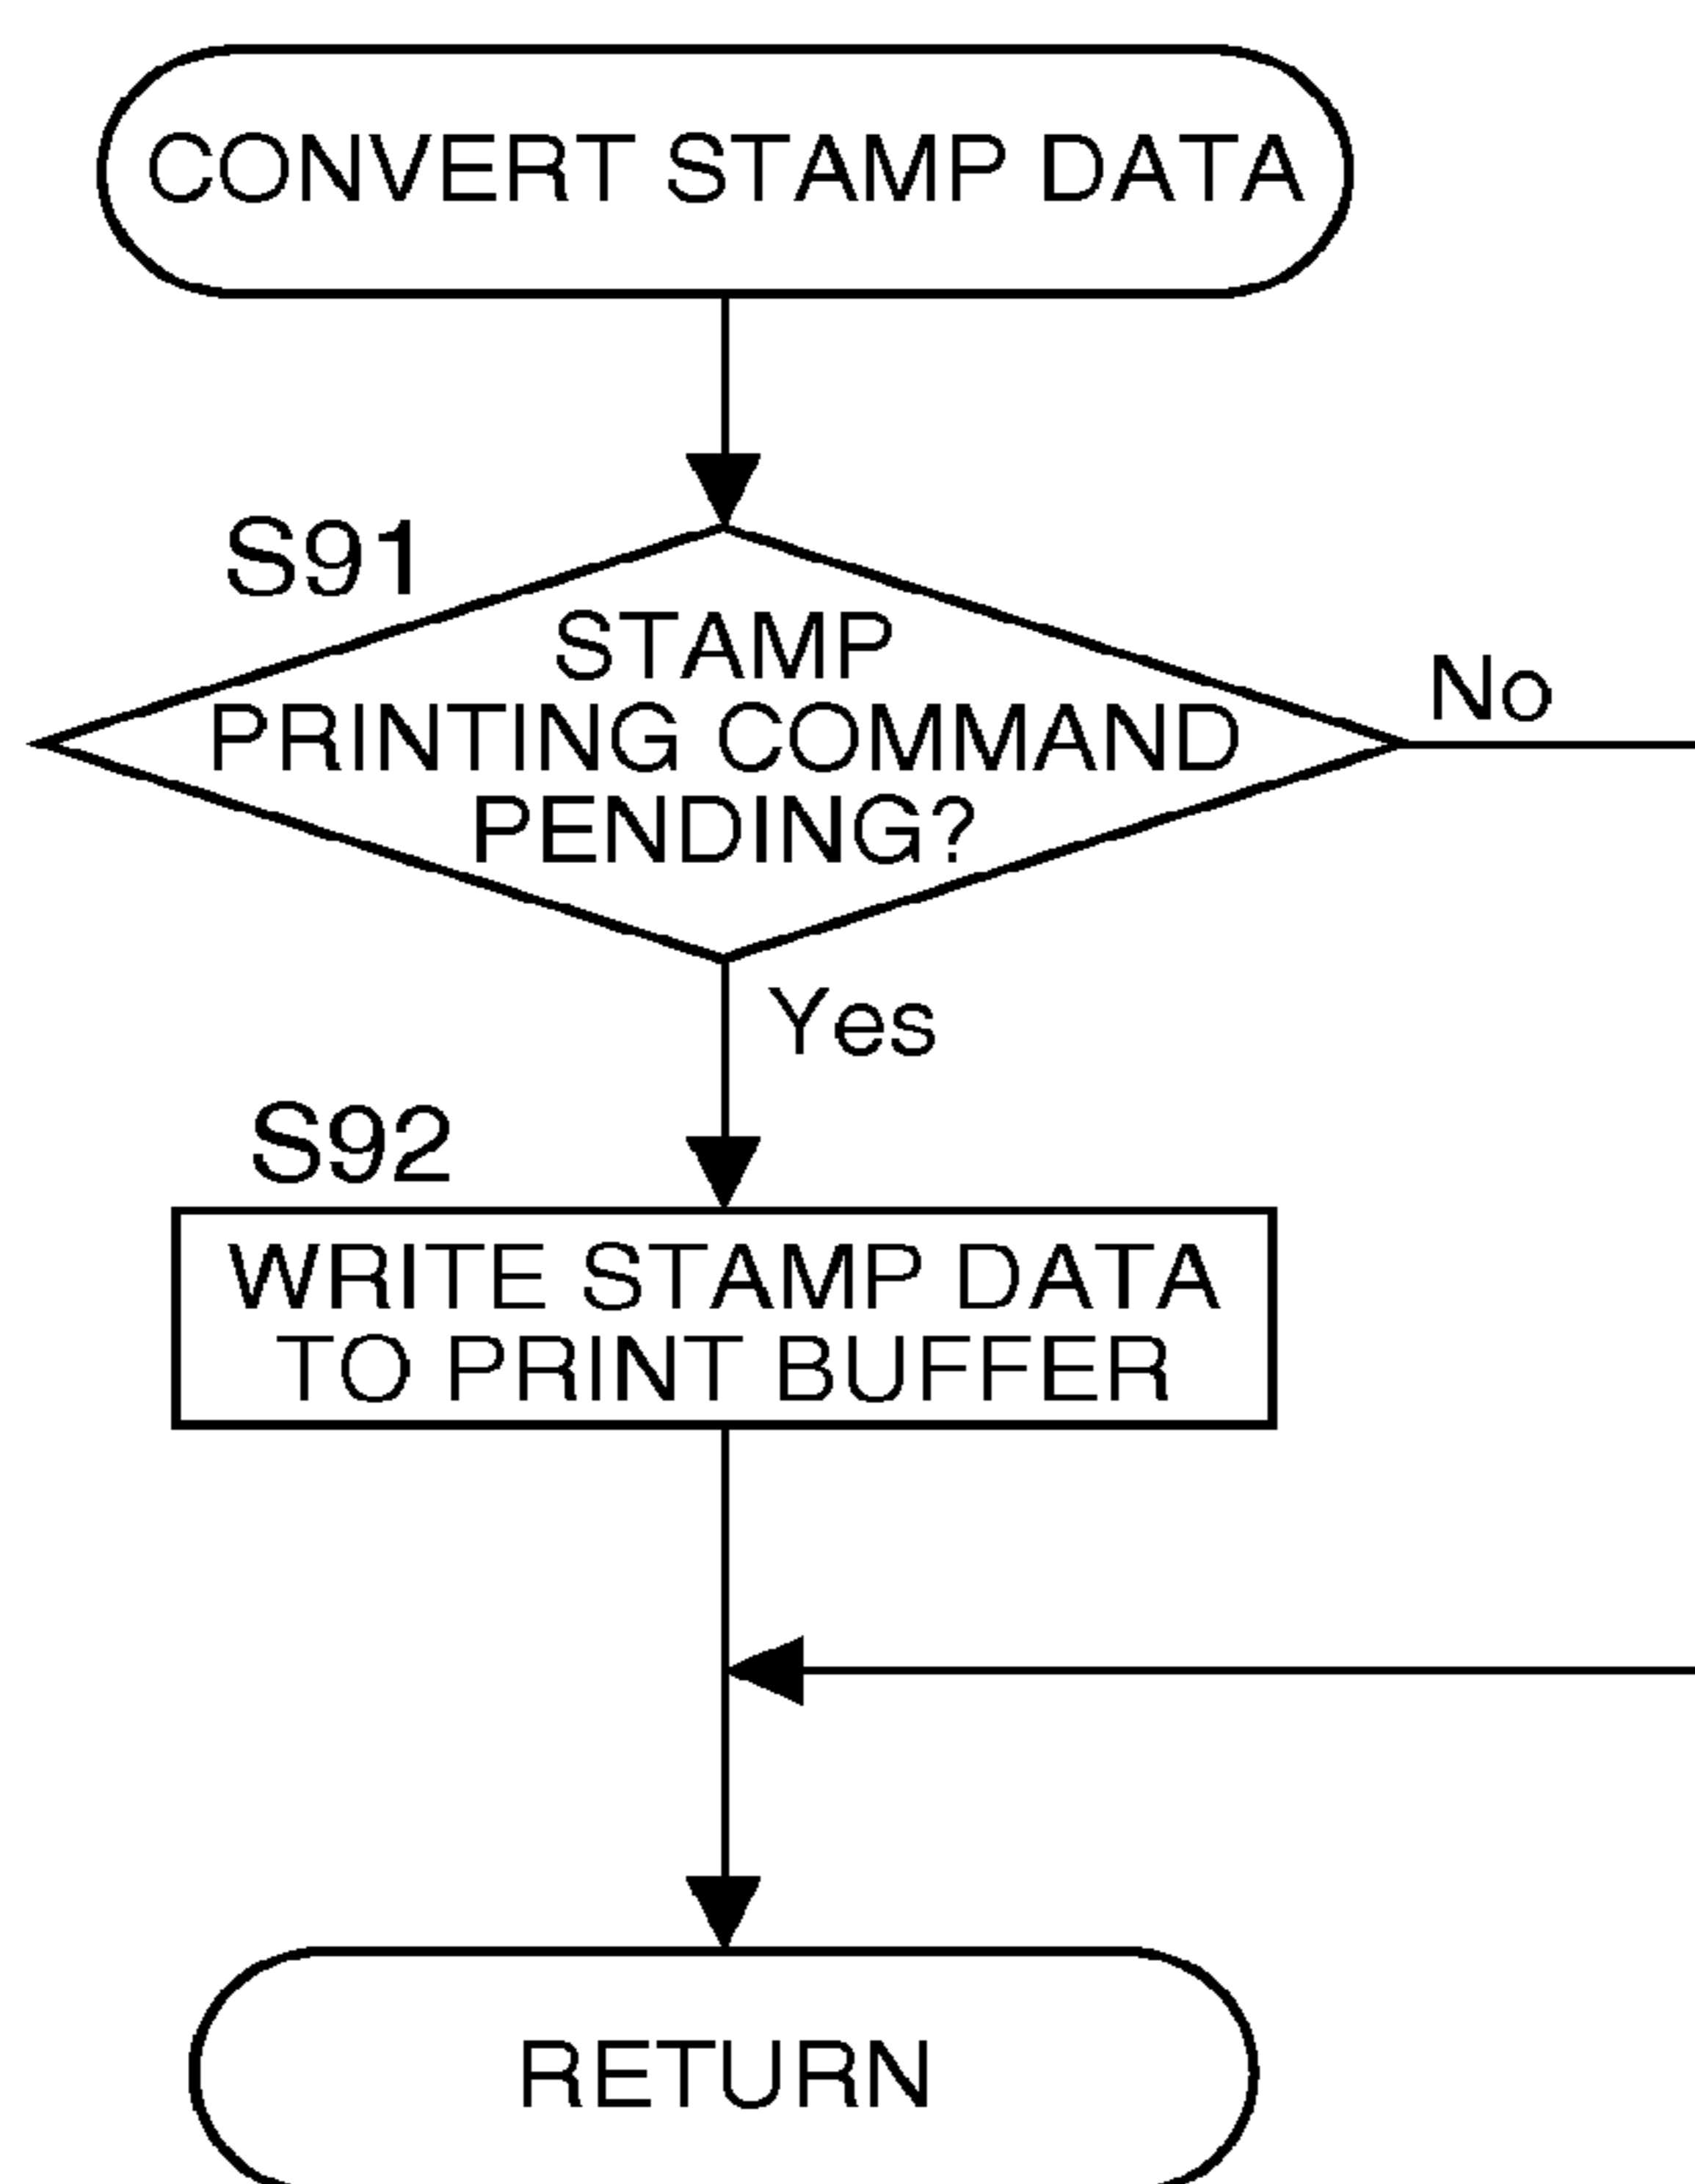 CONVERT STAMP DATA
S91
STAMP
PRINTING COMMAND
PENDING?
No
Yes
S92
WRITE STAMP DATA
TO PRINT BUFFER
RETURN